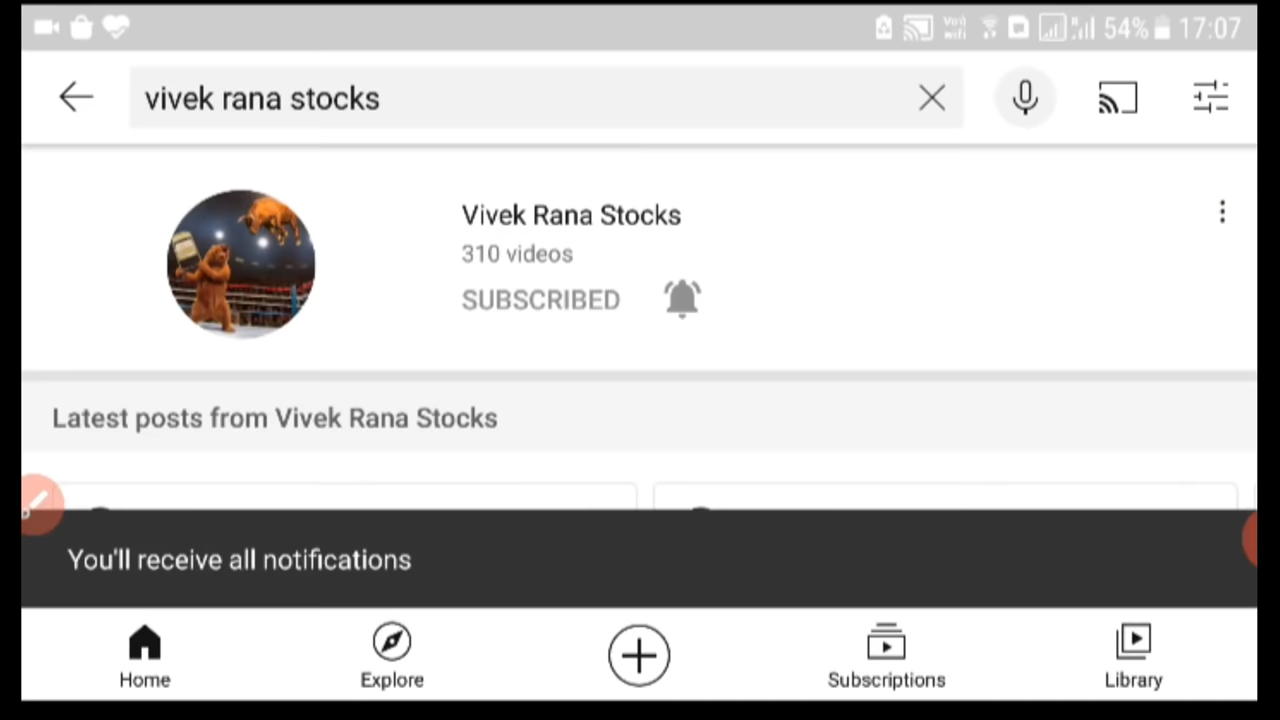 54% 17:07
vivek rana stocks
Vivek Rana Stocks
310 videos
SUBSCRIBED
Latest posts from Vivek Rana Stocks
You'll receive all notifications
Home Explore Subscriptions Library